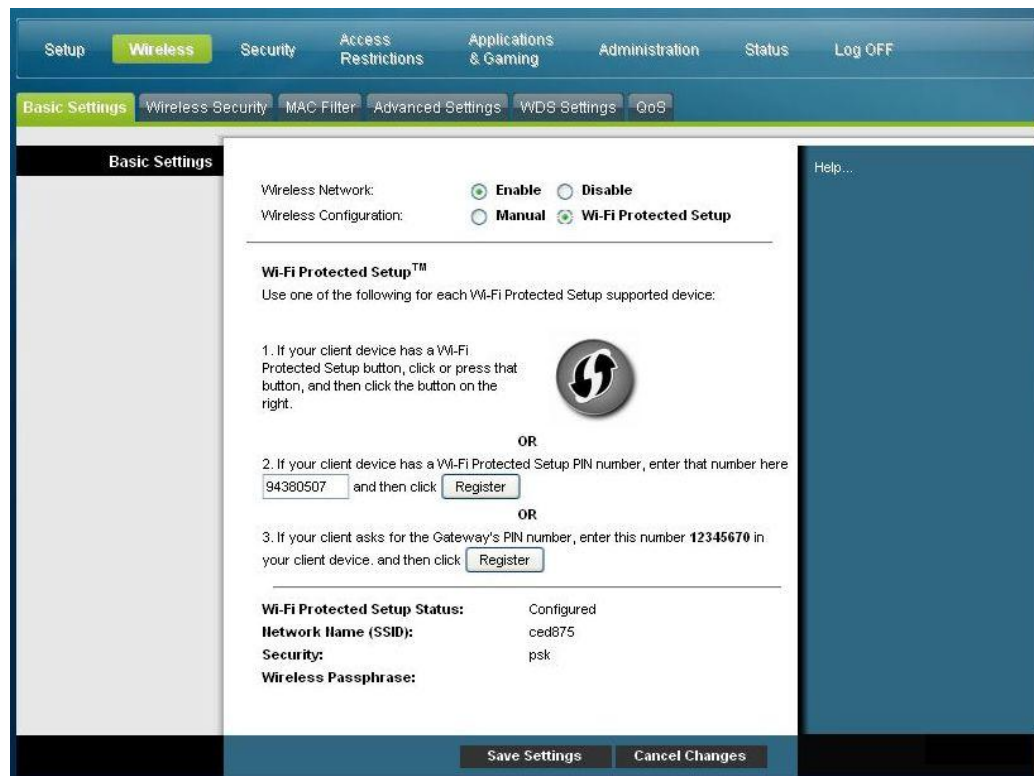 Setup Wireless Security Access Restrictions Applications & Gaming Administration Status Log OFF
Basic Settings Wireless Security MAC Filter Advanced Settings WDS Settings QoS
Basic Settings
Help...
Wireless Network: Enable Disable
Wireless Configuration: Manual Wi-Fi Protected Setup
Wi-Fi Protected Setup™
Use one of the following for each Wi-Fi Protected Setup supported device:
1. If your client device has a Wi-Fi
Protected Setup button, click or press that
button, and then click the button on the
right.
OR
2. If your client device has a Wi-Fi Protected Setup PIN number, enter that number here
94380507 and then click Register
OR
3. If your client asks for the Gateway's PIN number, enter this number 12345670 in
your client device. and then click Register
Wi-Fi Protected Setup Status: Configured
Network Name (SSID): ced875
Security: psk
Wireless Passphrase:
Save Settings Cancel Changes